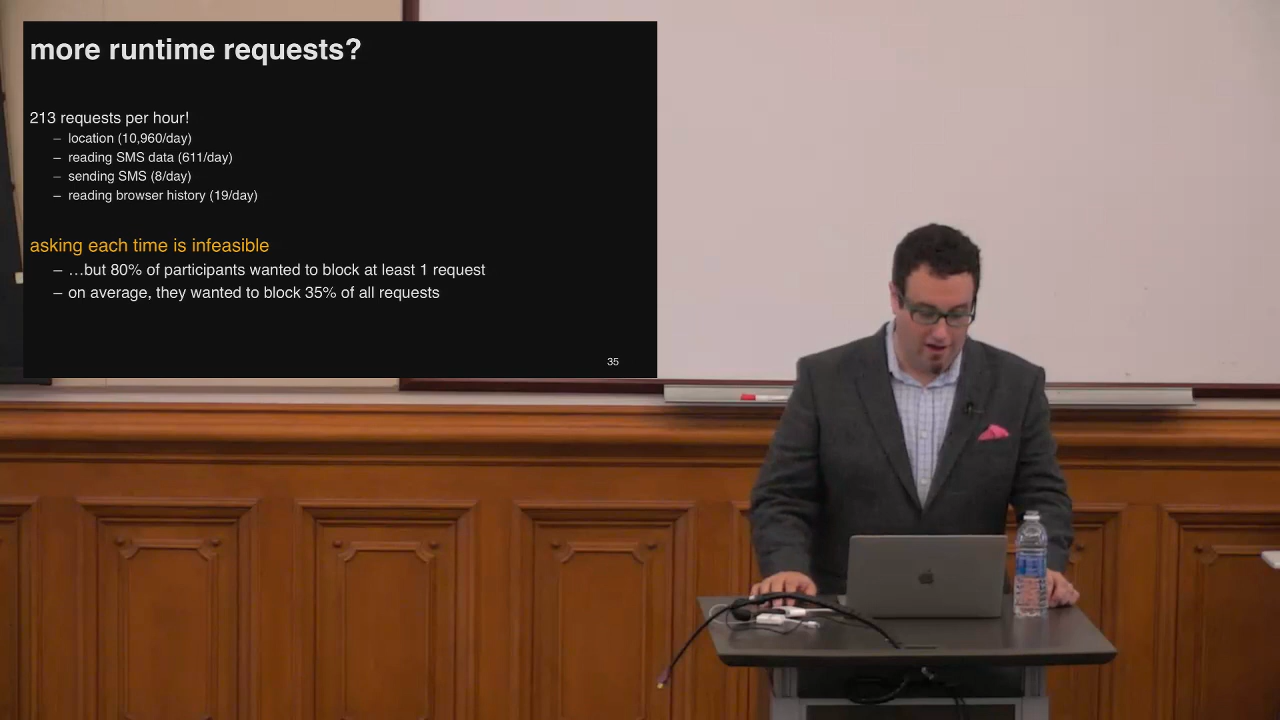 more runtime requests?
213 requests per hour!
– location (10,960/day)
– reading SMS data (611/day)
– sending SMS (8/day)
– reading browser history (19/day)
asking each time is infeasible
– …but 80% of participants wanted to block at least 1 request
– on average, they wanted to block 35% of all requests
35